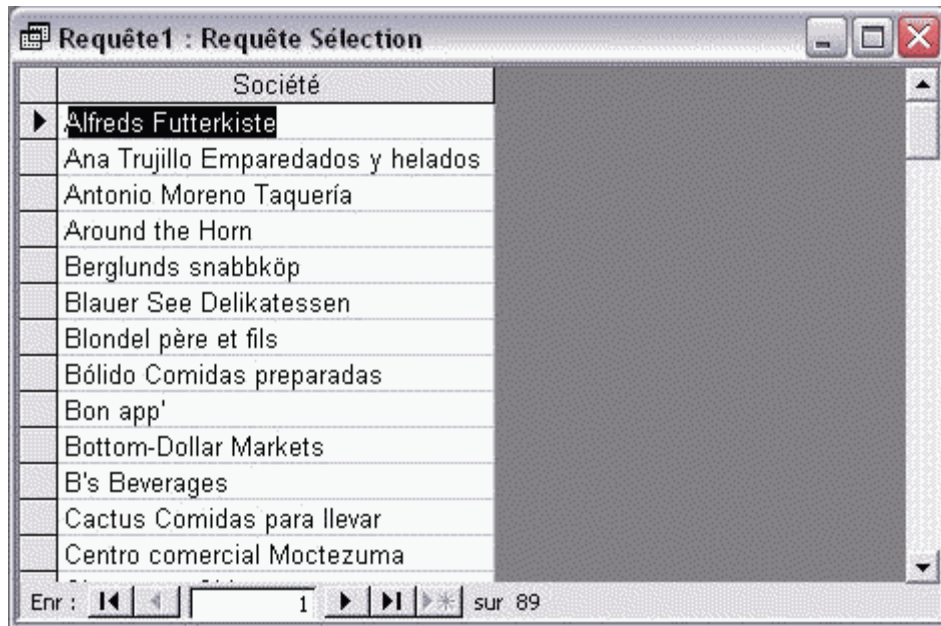 Requête1 : Requête Sélection
Société
Alfreds Futterkiste
Ana Trujillo Emparedados y helados
Antonio Moreno Taquería
Around the Horn
Berglunds snabbköp
Blauer See Delikatessen
Blondel père et fils
Bólido Comidas preparadas
Bon app'
Bottom-Dollar Markets
B's Beverages
Cactus Comidas para llevar
Centro comercial Moctezuma
Enr : 1 sur 89